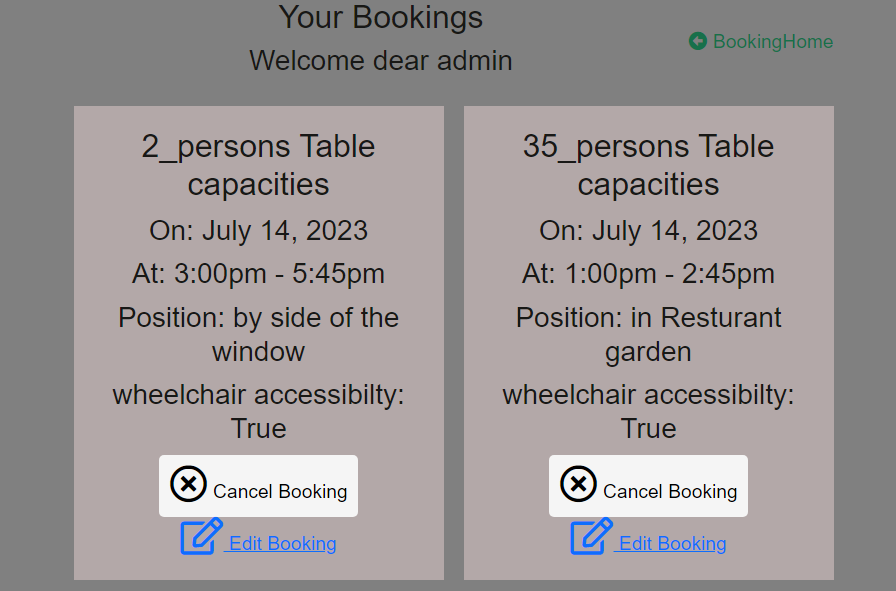 Your Bookings
Welcome dear admin
BookingHome
2_persons Table
capacities
On: July 14, 2023
At: 3:00pm - 5:45pm
Position: by side of the
window
wheelchair accessibilty:
True
Cancel Booking
Edit Booking
35_persons Table
capacities
On: July 14, 2023
At: 1:00pm - 2:45pm
Position: in Resturant
garden
wheelchair accessibilty:
True
Cancel Booking
Edit Booking